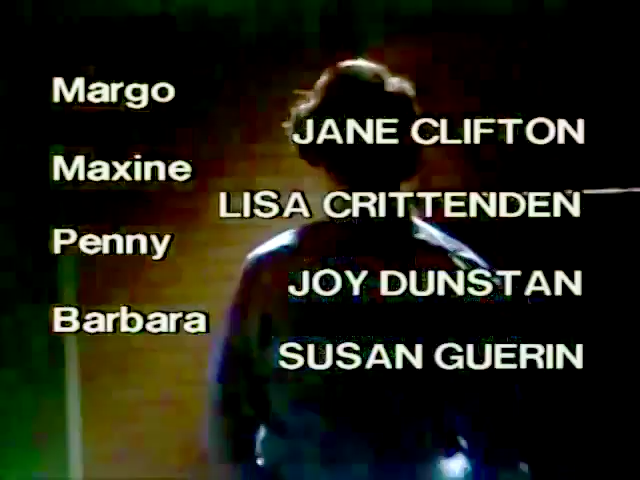 Margo
JANE CLIFTON
Maxine
LISA CRITTENDEN
Penny
JOY DUNSTAN
Barbara
SUSAN GUERIN